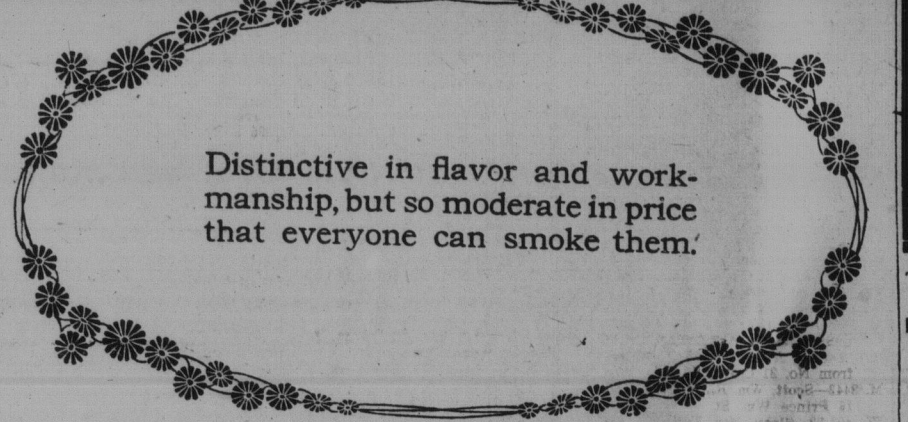 Distinctive in flavor and work-
manship, but so moderate in price
that everyone can smoke them.